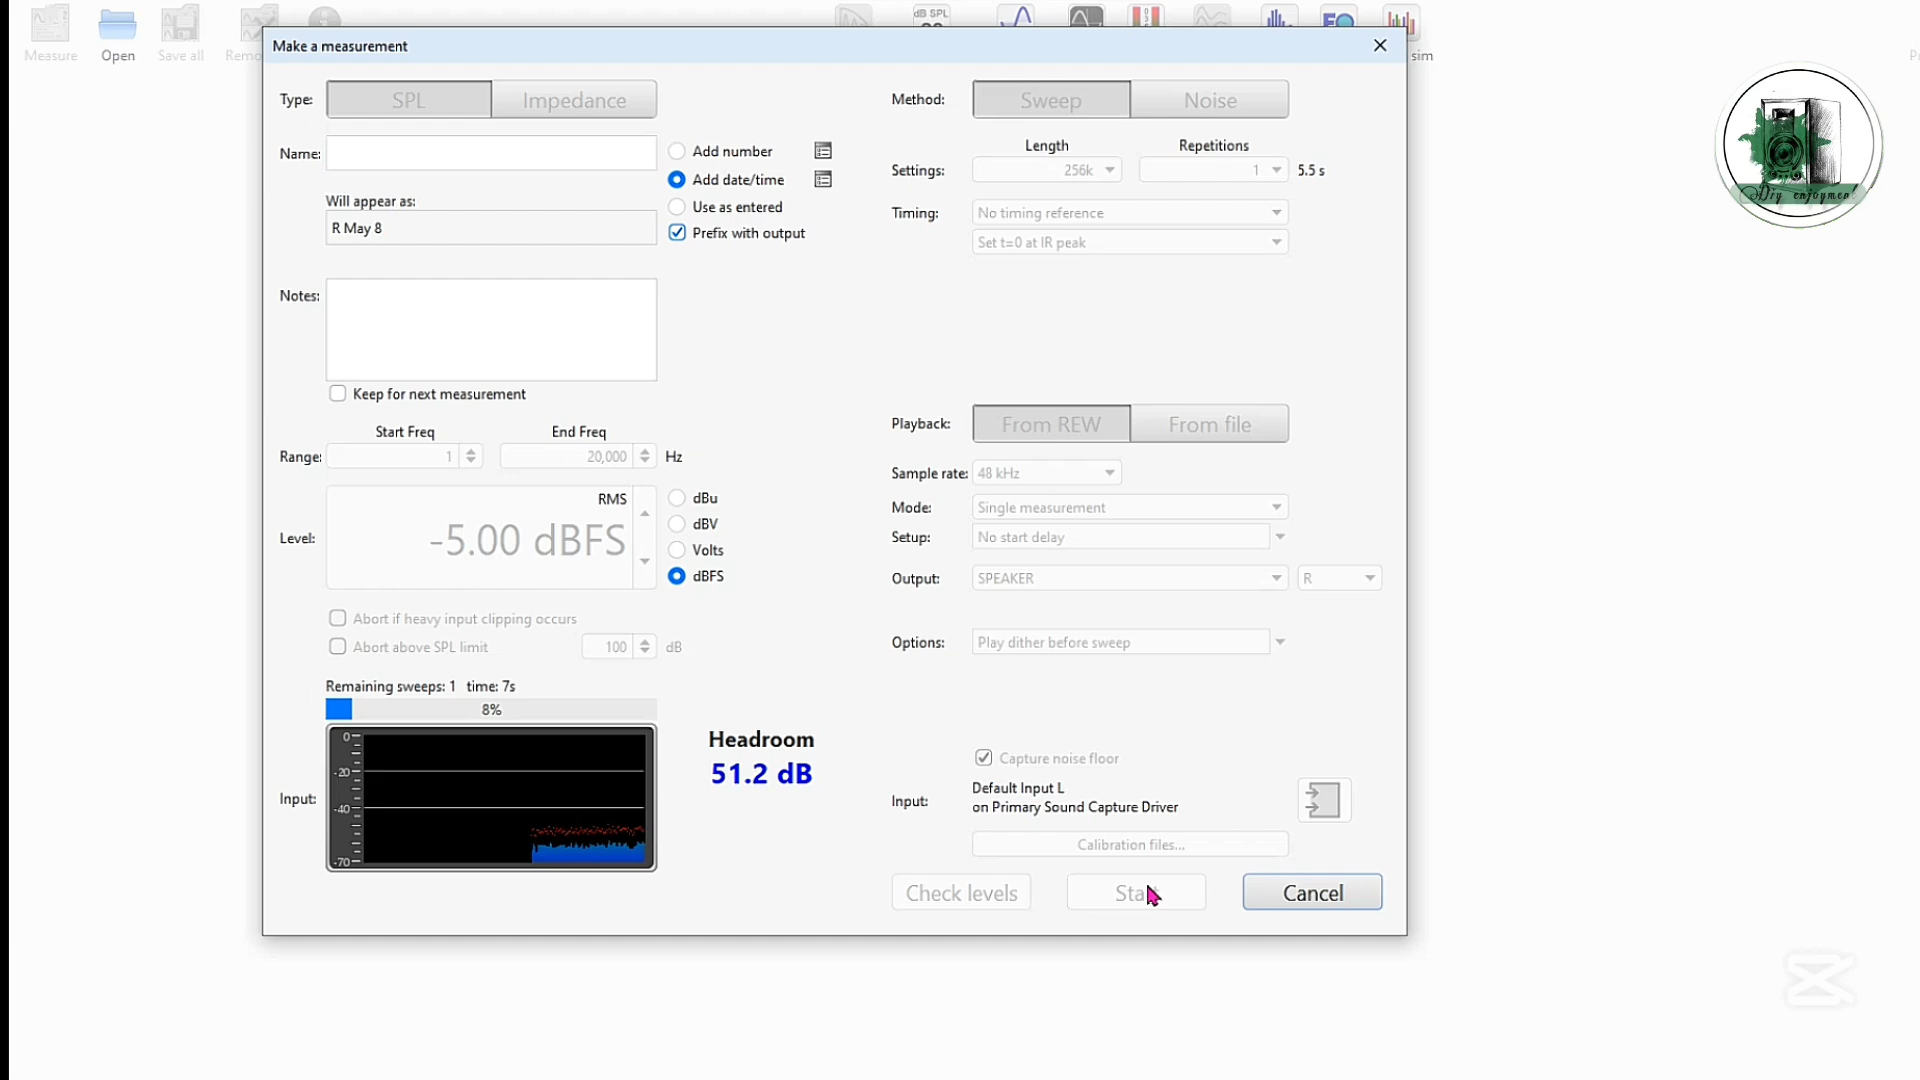 dB SPL
Measure
Open
Save all
sim
Make a measurement
Type:
SPL
Impedance
Method:
Sweep
Noise
Name:
Add number
Length
Repetitions
Add date/time
Settings:
256k
1
5.5 s
Will appear as:
Use as entered
Timing:
No timing reference
R May 8
Prefix with output
Set t=0 at IR peak
Diy enjoyment
Notes:
Keep for next measurement
Start Freq
End Freq
Playback:
From REW
From file
Range:
1
20,000
Hz
Sample rate:
48 kHz
RMS
dBu
Mode:
Single measurement
dBV
Level:
-5.00 dBFS
Setup:
No start delay
Volts
dBFS
Output:
SPEAKER
R
Abort if heavy input clipping occurs
Abort above SPL limit
100
dB
Options:
Play dither before sweep
Remaining sweeps: 1 time: 7s
8%
Headroom
51.2 dB
Input:
0
-20
-40
-70
Capture noise floor
Input:
Default Input L
on Primary Sound Capture Driver
Calibration files...
Check levels
Cancel